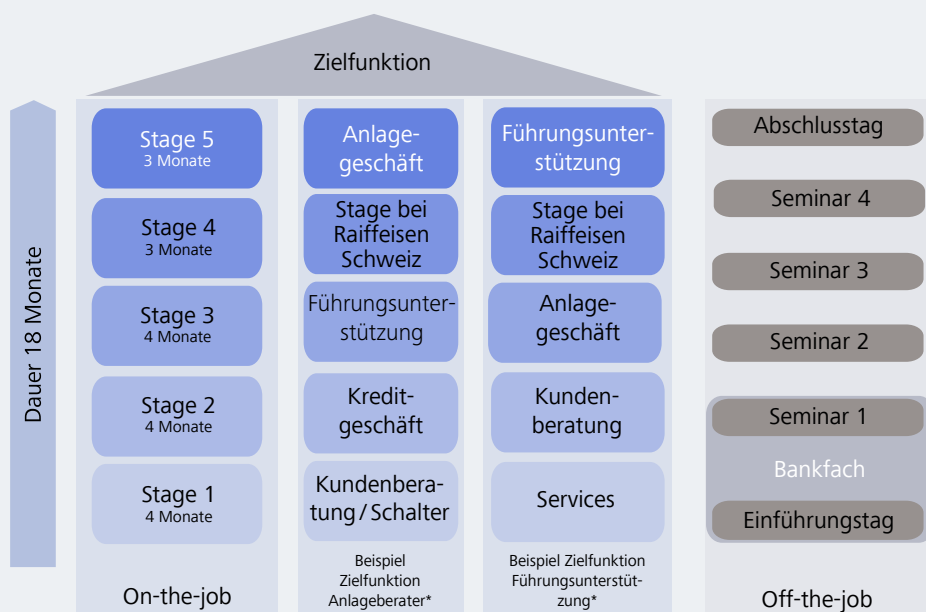 Zielfunktion
Dauer 18 Monate
Stage 5
3 Monate
Stage 4
3 Monate
Stage 3
4 Monate
Stage 2
4 Monate
Stage 1
4 Monate
On-the-job
Anlage-
geschäft
Stage bei
Raiffeisen
Schweiz
Führungsunter-
stützung
Kredit-
geschäft
Kundenbera-
tung / Schalter
Beispiel
Zielfunktion
Anlageberater*
Führungsunter-
stützung
Stage bei
Raiffeisen
Schweiz
Anlage-
geschäft
Kunden-
beratung
Services
Beispiel Zielfunktion
Führungsunterstüt-
zung*
Abschlusstag
Seminar 4
Seminar 3
Seminar 2
Seminar 1
Bankfach
Einführungstag
Off-the-job